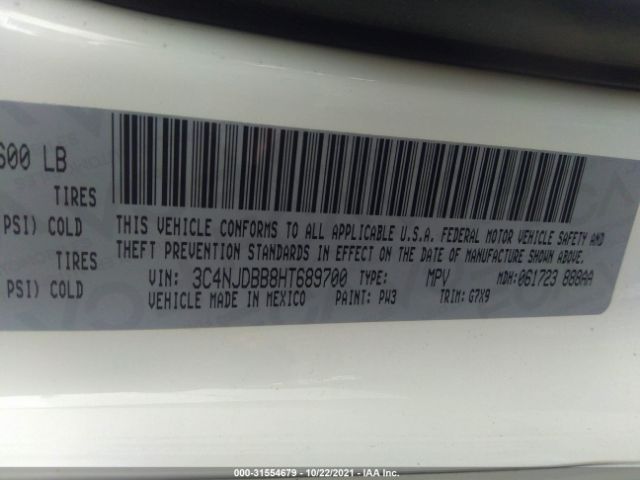 600 LB
TIRES
PSI) COLD
TIRES
PSI) COLD
THIS VEHICLE CONFORMS TO ALL APPLICABLE U.S.A. FEDERAL MOTOR VEHICLE SAFETY AND
THEFT PREVENTION STANDARDS IN EFFECT ON THE DATE OF MANUFACTURE SHOWN ABOVE.
VIN: 3C4NJDBB8HT689700 TYPE: MPV MDH: 061723 888AA
VEHICLE MADE IN MEXICO PAINT: PW3 TRIM: G7X9
000-31554679 - 10/22/2021 - IAA Inc.